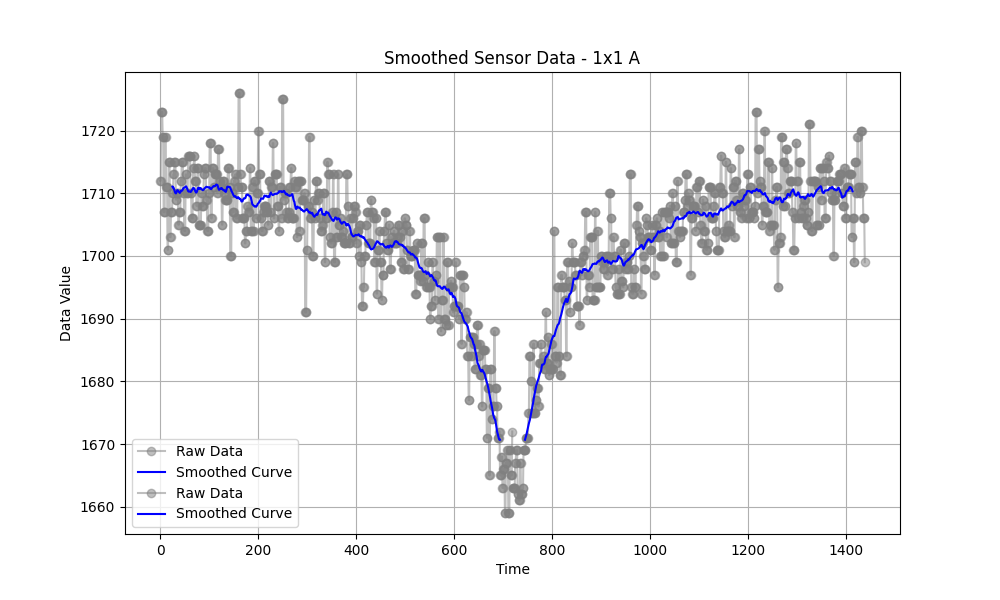 Smoothed Sensor Data - 1x1 A
Data Value
1720
1710
1700
1690
1680
1670
1660
Raw Data
Smoothed Curve
Raw Data
Smoothed Curve
0 200 400 600 800 1000 1200 1400
Time